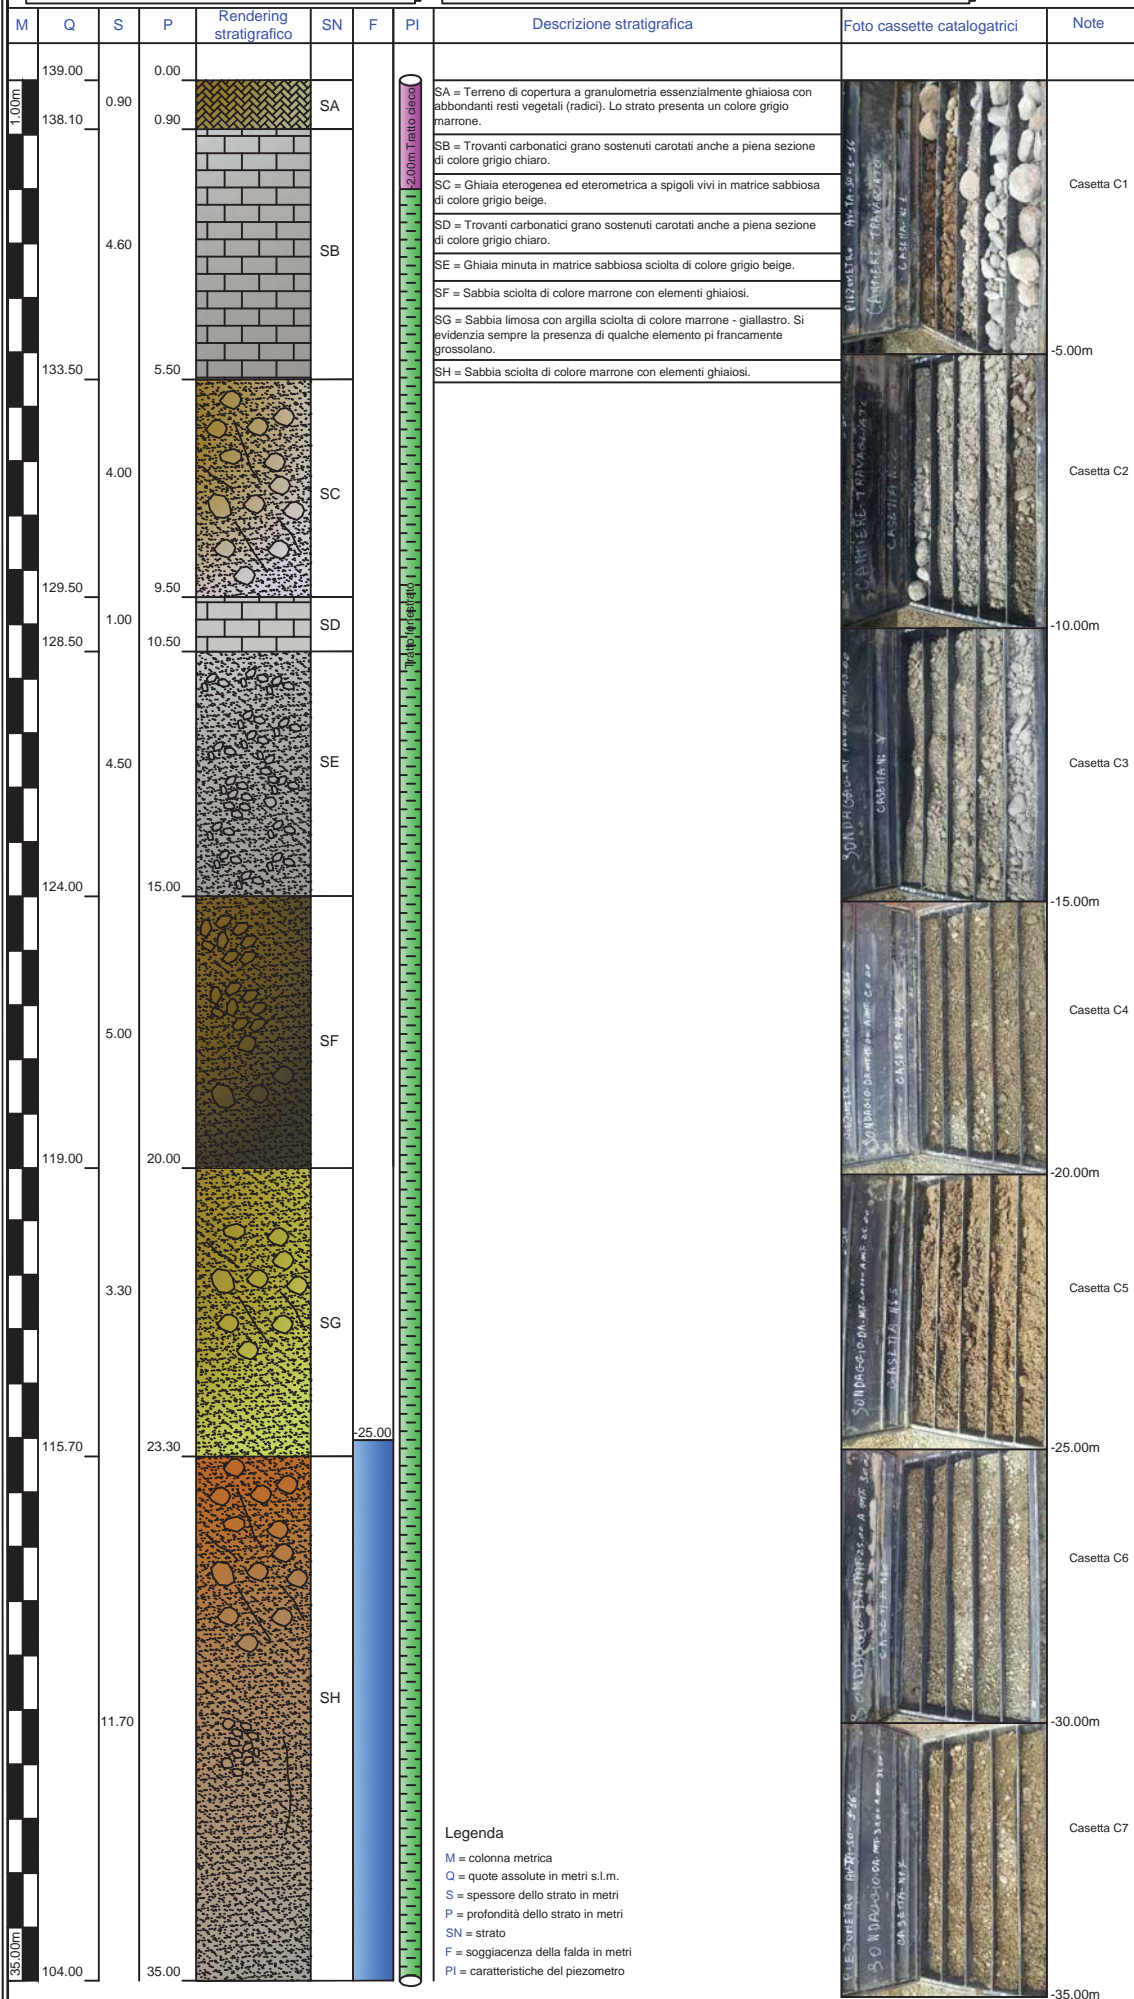 M
Q
S
P
Rendering
stratigrafico
SN
F
PI
Descrizione stratigrafica
Foto cassette catalogatrici
Note
139.00
0.00
1.00m
0.90
138.10
0.90
SA
-2.00m Tratto cieco
SA = Terreno di copertura a granulometria essenzialmente ghiaiosa con
abbondanti resti vegetali (radici). Lo strato presenta un colore grigio
marrone.
SB = Trovanti carbonatici grano sostenuti carotati anche a piena sezione
di colore grigio chiaro.
SC = Ghiaia eterogenea ed eterometrica a spigoli vivi in matrice sabbiosa
di colore grigio beige.
SD = Trovanti carbonatici grano sostenuti carotati anche a piena sezione
di colore grigio chiaro.
SE = Ghiaia minuta in matrice sabbiosa sciolta di colore grigio beige.
SF = Sabbia sciolta di colore marrone con elementi ghiaiosi.
SG = Sabbia limosa con argilla sciolta di colore marrone - giallastro. Si
evidenzia sempre la presenza di qualche elemento pi francamente
grossolano.
SH = Sabbia sciolta di colore marrone con elementi ghiaiosi.
4.60
SB
133.50
5.50
4.00
SC
129.50
9.50
1.00
SD
128.50
10.50
Tratto fenestrato
4.50
SE
124.00
15.00
5.00
SF
119.00
20.00
3.30
SG
-25.00
115.70
23.30
11.70
SH
35.00m
104.00
35.00
PIEZOMETRO
CANTIERE TRAVAGLIATO
Casetta C1
-5.00m
CANTIERE TRAVAGLIATO
Casetta C2
-10.00m
SONDAGGIO
Casetta C3
-15.00m
Casetta C4
-20.00m
Casetta C5
-25.00m
Casetta C6
-30.00m
Casetta C7
-35.00m
Legenda
M = colonna metrica
Q = quote assolute in metri s.l.m.
S = spessore dello strato in metri
P = profondità dello strato in metri
SN = strato
F = soggiacenza della falda in metri
PI = caratteristiche del piezometro